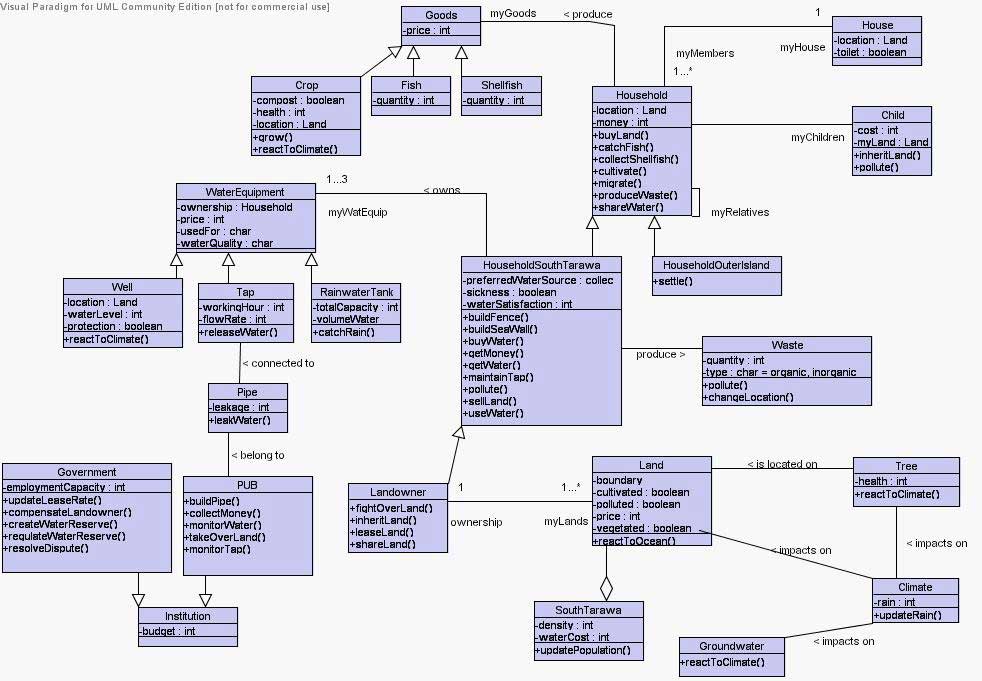 Visual Paradigm for UML Community Edition [not for commercial use]
Goods
-price : int
myGoods
< produce
1
House
-location : Land
-toilet : boolean
myMembers
myHouse
1...*
Crop
-compost : boolean
-health : int
-location : Land
+grow()
+reactToClimate()
Fish
-quantity : int
Shellfish
-quantity : int
Household
-location : Land
-money : int
+buyLand()
+catchFish()
+collectShellfish()
+cultivate()
+migrate()
+produceWaste()
+shareWater()
Child
-cost : int
-myLand : Land
+inheritLand()
+pollute()
myChildren
myRelatives
1...3
< owns
myWatEquip
WaterEquipment
-ownership : Household
-price : int
-usedFor : char
-waterQuality : char
Well
-location : Land
-waterLevel : int
-protection : boolean
+reactToClimate()
Tap
-workingHour : int
-flowRate : int
+releaseWater()
RainwaterTank
-totalCapacity : int
-volumeWater
+catchRain()
HouseholdSouthTarawa
-preferredWaterSource : collec
-sickness : boolean
-waterSatisfaction : int
+buildFence()
+buildSeaWall()
+buyWater()
+getMoney()
+getWater()
+maintainTap()
+pollute()
+sellLand()
+useWater()
HouseholdOuterIsland
+settle()
produce >
Waste
-quantity : int
-type : char = organic, inorganic
+pollute()
+changeLocation()
< connected to
Pipe
-leakage : int
+leakWater()
< belong to
Government
-employmentCapacity : int
+updateLeaseRate()
+compensateLandowner()
+createWaterReserve()
+regulateWaterReserve()
+resolveDispute()
PUB
+buildPipe()
+collectMoney()
+monitorWater()
+takeOverLand()
+monitorTap()
Institution
-budget : int
Landowner
+fightOverLand()
+inheritLand()
+leaseLand()
+shareLand()
1
1...*
ownership
myLands
Land
-boundary
-cultivated : boolean
-polluted : boolean
-price : int
-vegetated : boolean
+reactToOcean()
< is located on
Tree
-health : int
+reactToClimate()
< impacts on
< impacts on
Climate
-rain : int
+updateRain()
SouthTarawa
-density : int
-waterCost : int
+updatePopulation()
< impacts on
Groundwater
+reactToClimate()